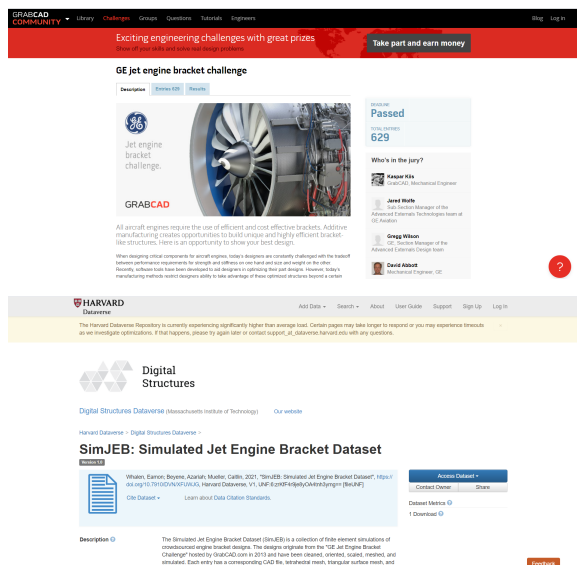 GRABCAD
COMMUNITY
Library Challenges Groups Questions Tutorials Engineers
Blog Log in
Exciting engineering challenges with great prizes
Show off your skills and solve real design problems
Take part and earn money
GE jet engine bracket challenge
Description Entries 629 Results
Jet engine
bracket
challenge.
GRABCAD
DEADLINE
Passed
TOTAL ENTRIES
629
All aircraft engines require the use of efficient and cost effective brackets. Additive
manufacturing creates opportunities to build unique and highly efficient bracket-
like structures. Here is an opportunity to show your best design.
When designing critical components for aircraft engines, today's designers are constantly challenged with the tradeoff
between performance requirements for strength and stiffness on one hand and size and weight on the other.
Recently, software tools have been developed to aid designers in optimizing their part designs. However, today's
manufacturing methods restrict designers ability to take advantage of these optimized structures beyond a certain
Who's in the jury?
Kaspar Kiis
GrabCAD, Mechanical Engineer
Jared Wolfe
Sub Section Manager of the
Advanced Externals Technologies team at
GE Aviation
Gregg Wilson
GE, Section Manager of the
Advanced Externals Design team
David Abbott
Mechanical Engineer, GE
?
HARVARD
Dataverse
Add Data Search About User Guide Support Sign Up Log In
The Harvard Dataverse Repository is currently experiencing significantly higher than average load. Certain pages may take longer to respond or you may experience timeouts
as we investigate optimizations. If that happens, please try again later or contact support_at_dataverse.harvard.edu with any questions.
Digital
Structures
Digital Structures Dataverse (Massachusetts Institute of Technology) Our website
Harvard Dataverse > Digital Structures Dataverse >
SimJEB: Simulated Jet Engine Bracket Dataset
Version 1.0
Whalen, Eamon; Beyene, Azariah; Mueller, Caitlin, 2021, "SimJEB: Simulated Jet Engine Bracket Dataset", https://
Cite Dataset Learn about Data Citation Standards.
Access Dataset
Contact Owner Share
Dataset Metrics
1 Download
Description
The Simulated Jet Engine Bracket Dataset (SimJEB) is a collection of finite element simulations of
crowdsourced engine bracket designs. The designs originate from the "GE Jet Engine Bracket
Challenge" hosted by GrabCAD.com in 2013 and have been cleaned, oriented, scaled, meshed, and
simulated. Each entry has a corresponding CAD file, tetrahedral mesh, triangular surface mesh, and
Feedback